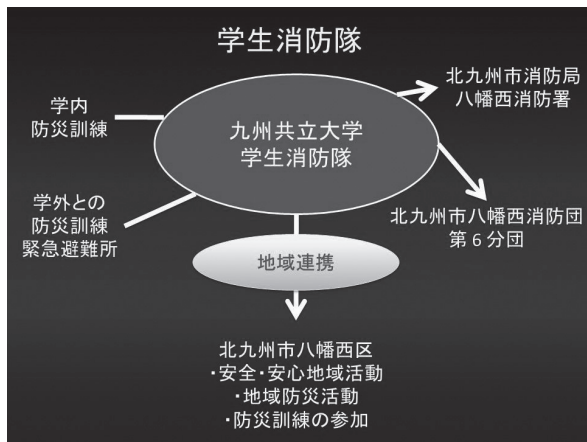 学生消防隊
北九州市消防局
八幡西消防署
学内
防災訓練
九州共立大学
学生消防隊
学外との
防災訓練
緊急避難所
北九州市八幡西消防団
第6分団
地域連携
北九州市八幡西区
・安全・安心地域活動
・地域防災活動
・防災訓練の参加